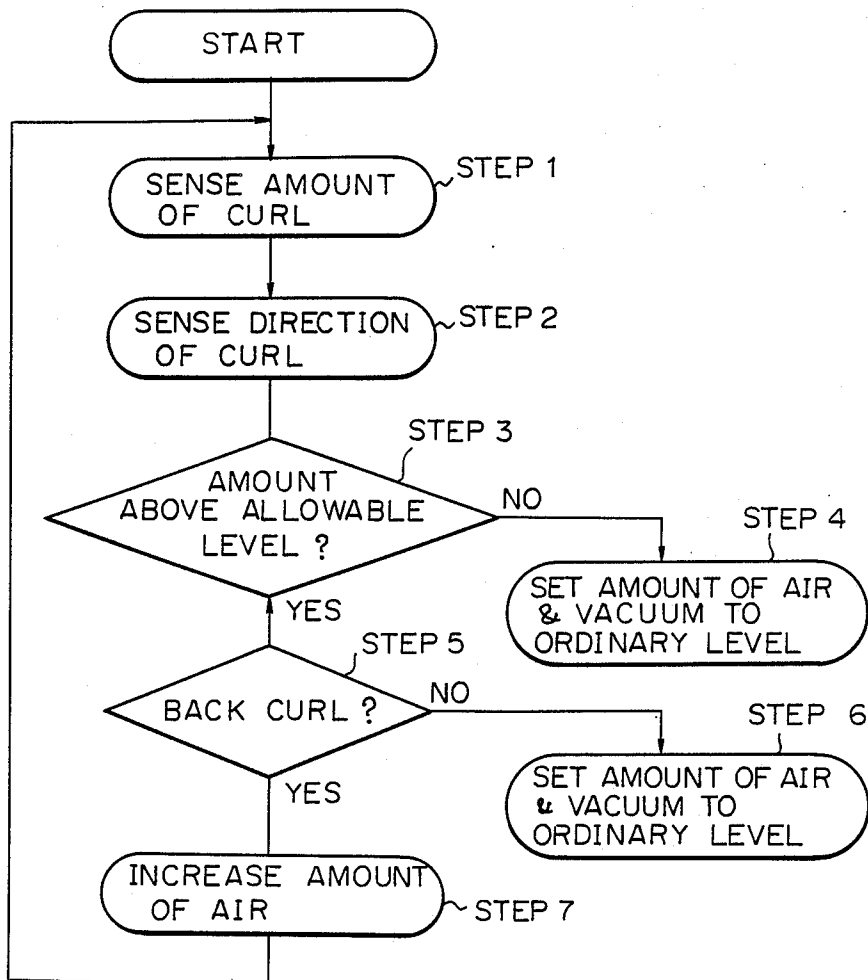 START
STEP 1
SENSE AMOUNT
OF CURL
STEP 2
SENSE DIRECTION
OF CURL
STEP 3
AMOUNT
ABOVE ALLOWABLE
LEVEL ?
NO
STEP 4
SET AMOUNT OF AIR
& VACUUM TO
ORDINARY LEVEL
YES
STEP 5
BACK CURL ?
NO
STEP 6
SET AMOUNT OF AIR
& VACUUM TO
ORDINARY LEVEL
YES
INCREASE AMOUNT
OF AIR
STEP 7